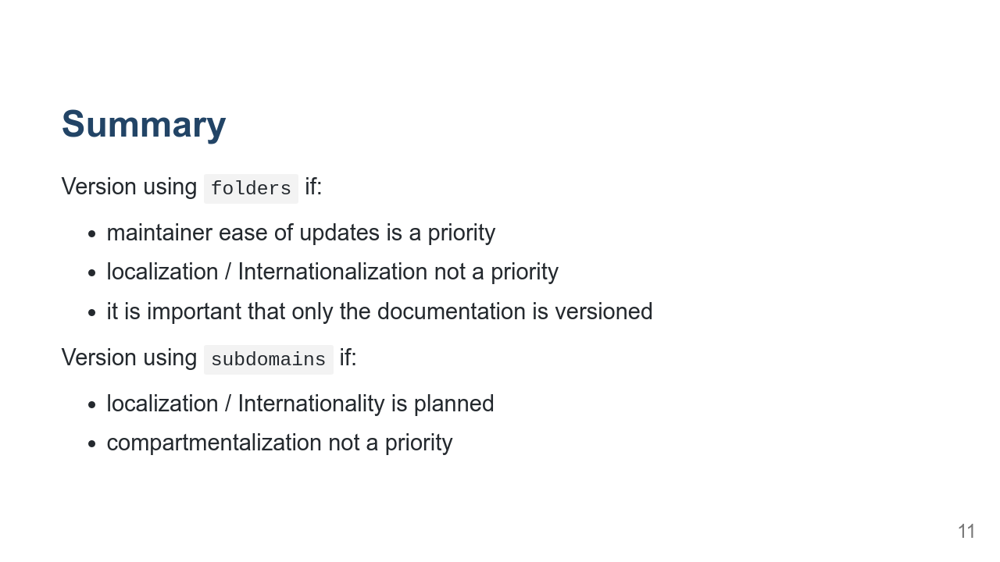 Summary
Version using folders if:
• maintainer ease of updates is a priority
• localization / Internationalization not a priority
• it is important that only the documentation is versioned
Version using subdomains if:
• localization / Internationality is planned
• compartmentalization not a priority
11